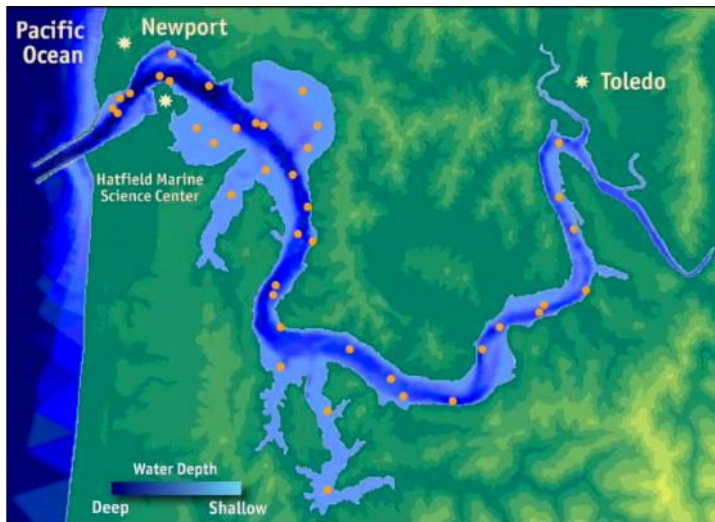 Pacific
Ocean
Newport
Toledo
Hatfield Marine
Science Center
Water Depth
Deep
Shallow